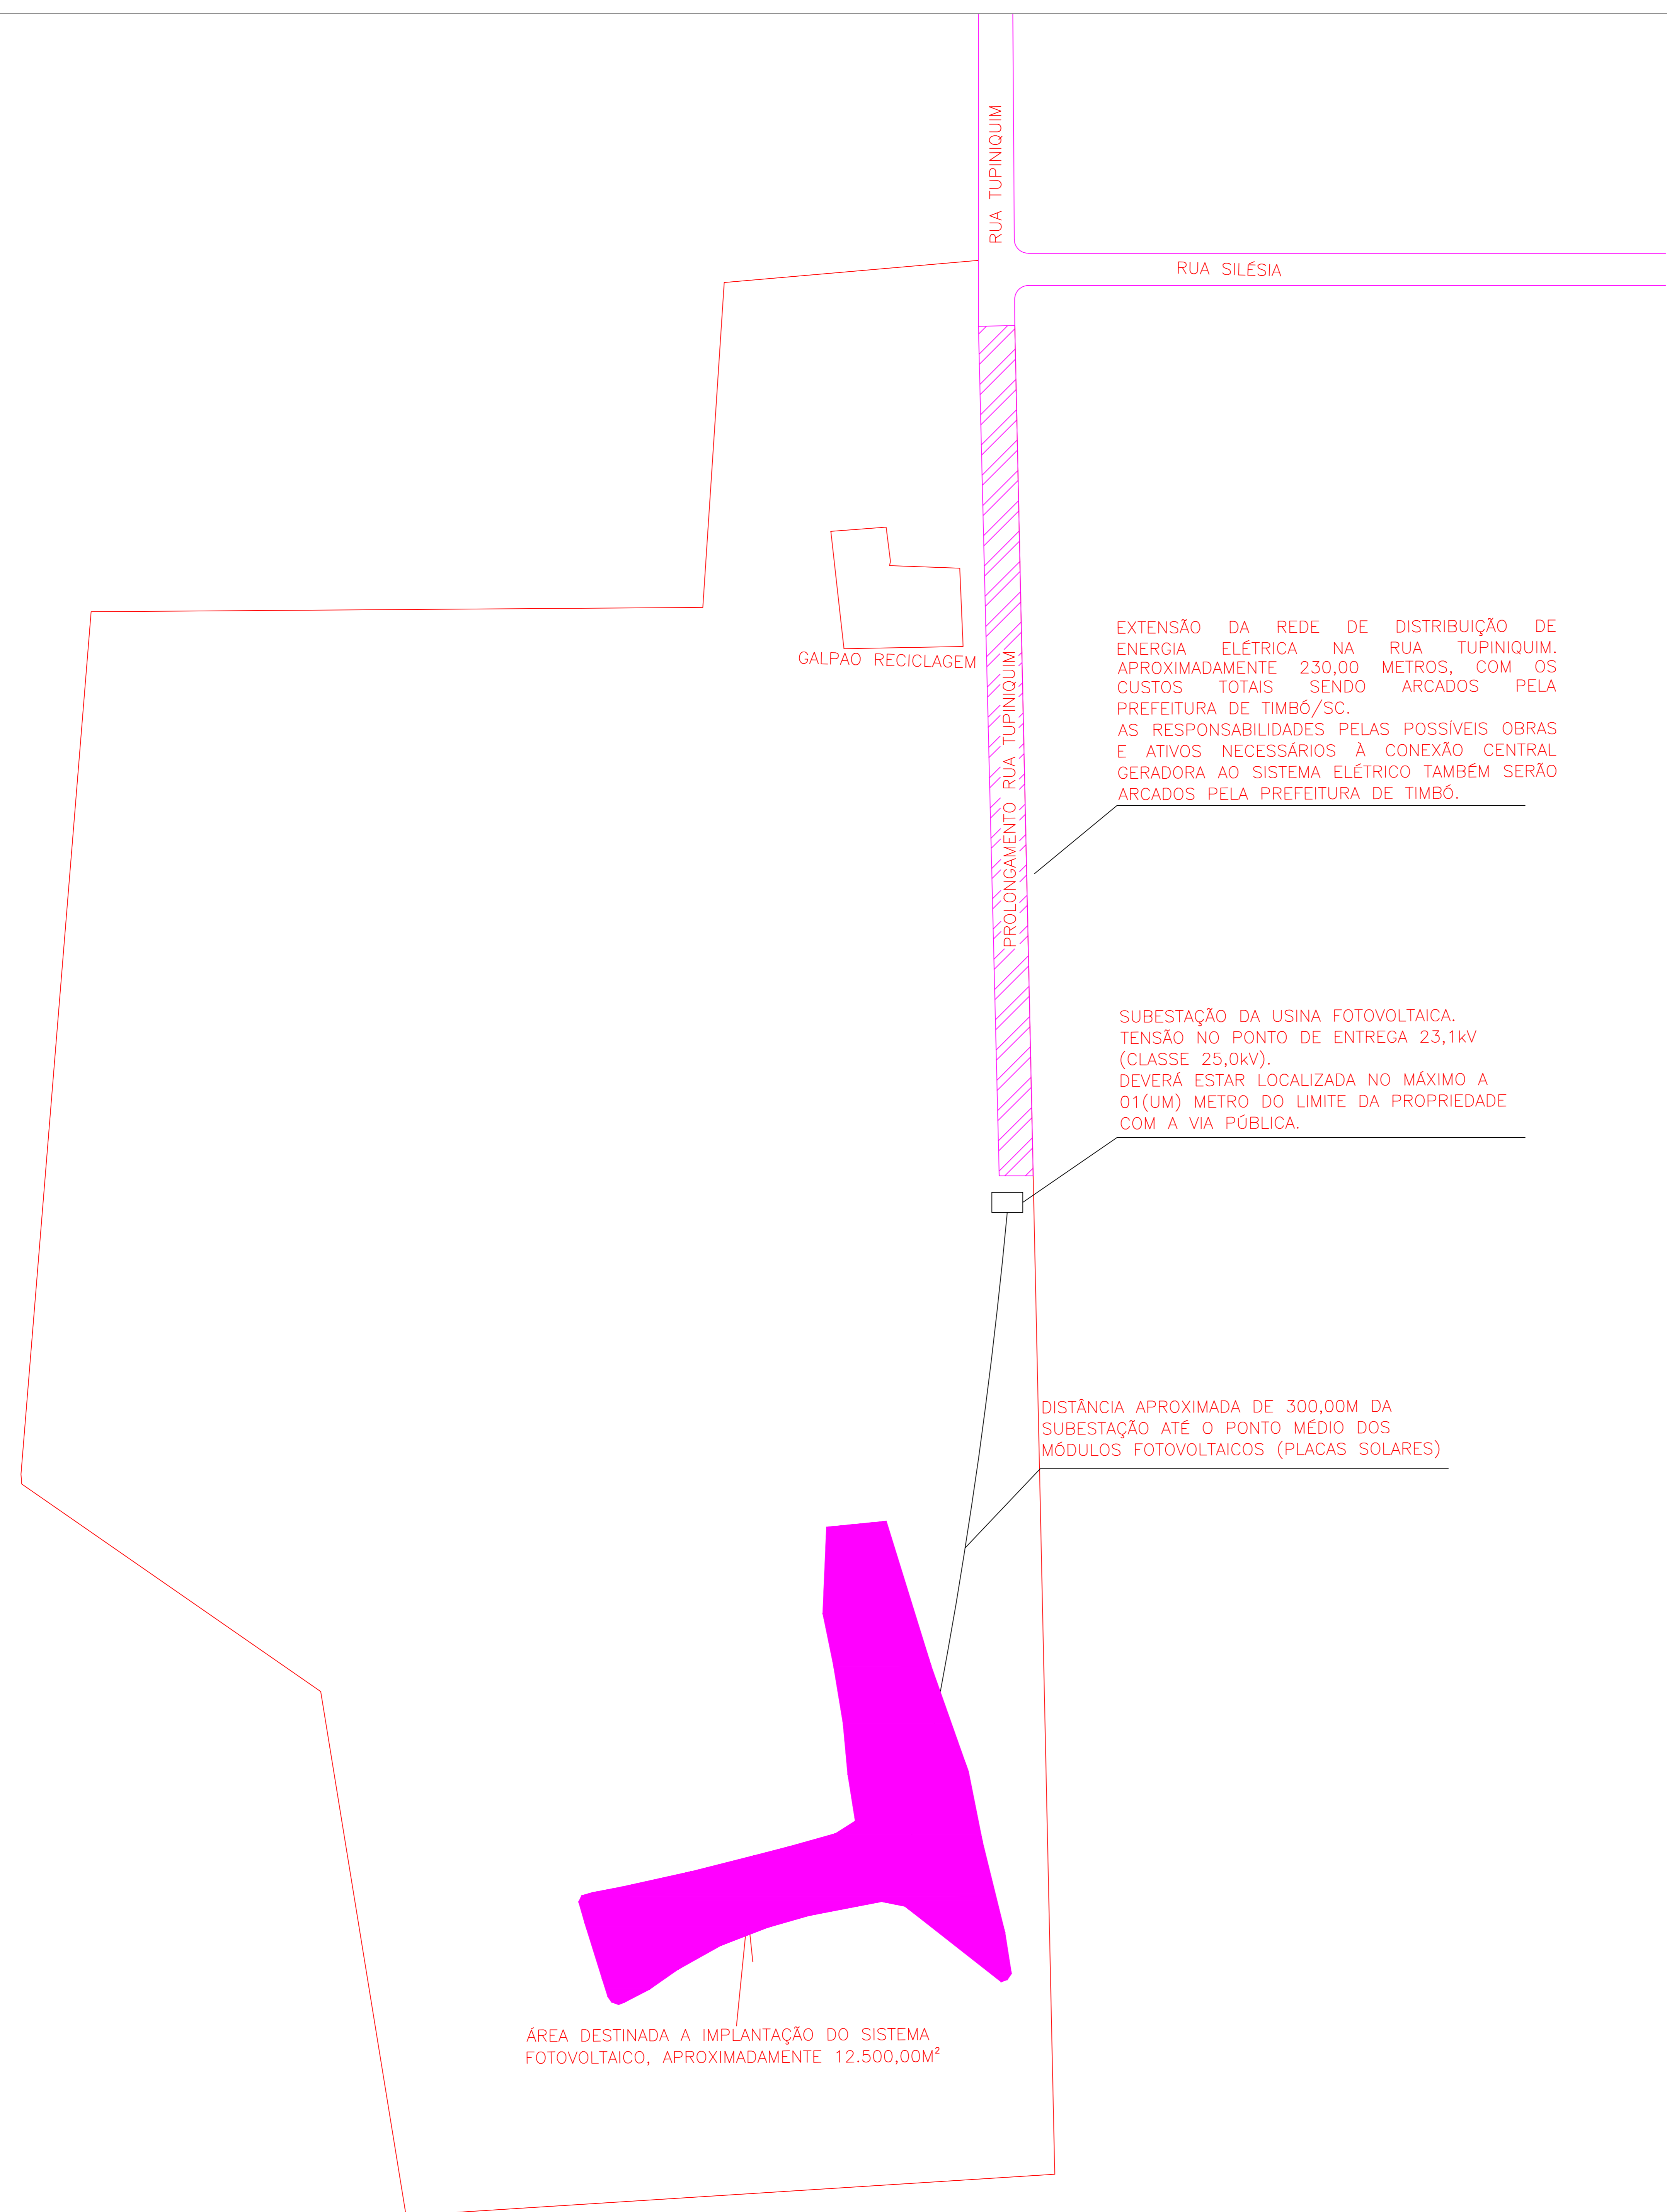 RUA TUPINIQUIM
RUA SILÉSIA
GALPAO RECICLAGEM
PROLONGAMENTO RUA TUPINIQUIM
EXTENSÃO DA REDE DE DISTRIBUIÇÃO DE
ENERGIA ELÉTRICA NA RUA TUPINIQUIM.
APROXIMADAMENTE 230,00 METROS, COM OS
CUSTOS TOTAIS SENDO ARCADOS PELA
PREFEITURA DE TIMBÓ/SC.
AS RESPONSABILIDADES PELAS POSSÍVEIS OBRAS
E ATIVOS NECESSÁRIOS À CONEXÃO CENTRAL
GERADORA AO SISTEMA ELÉTRICO TAMBÉM SERÃO
ARCADOS PELA PREFEITURA DE TIMBÓ.
SUBESTAÇÃO DA USINA FOTOVOLTAICA.
TENSÃO NO PONTO DE ENTREGA 23,1kV
(CLASSE 25,0kV).
DEVERÁ ESTAR LOCALIZADA NO MÁXIMO A
01(UM) METRO DO LIMITE DA PROPRIEDADE
COM A VIA PÚBLICA.
DISTÂNCIA APROXIMADA DE 300,00M DA
SUBESTAÇÃO ATÉ O PONTO MÉDIO DOS
MÓDULOS FOTOVOLTAICOS (PLACAS SOLARES)
ÁREA DESTINADA A IMPLANTAÇÃO DO SISTEMA
FOTOVOLTAICO, APROXIMADAMENTE 12.500,00M²